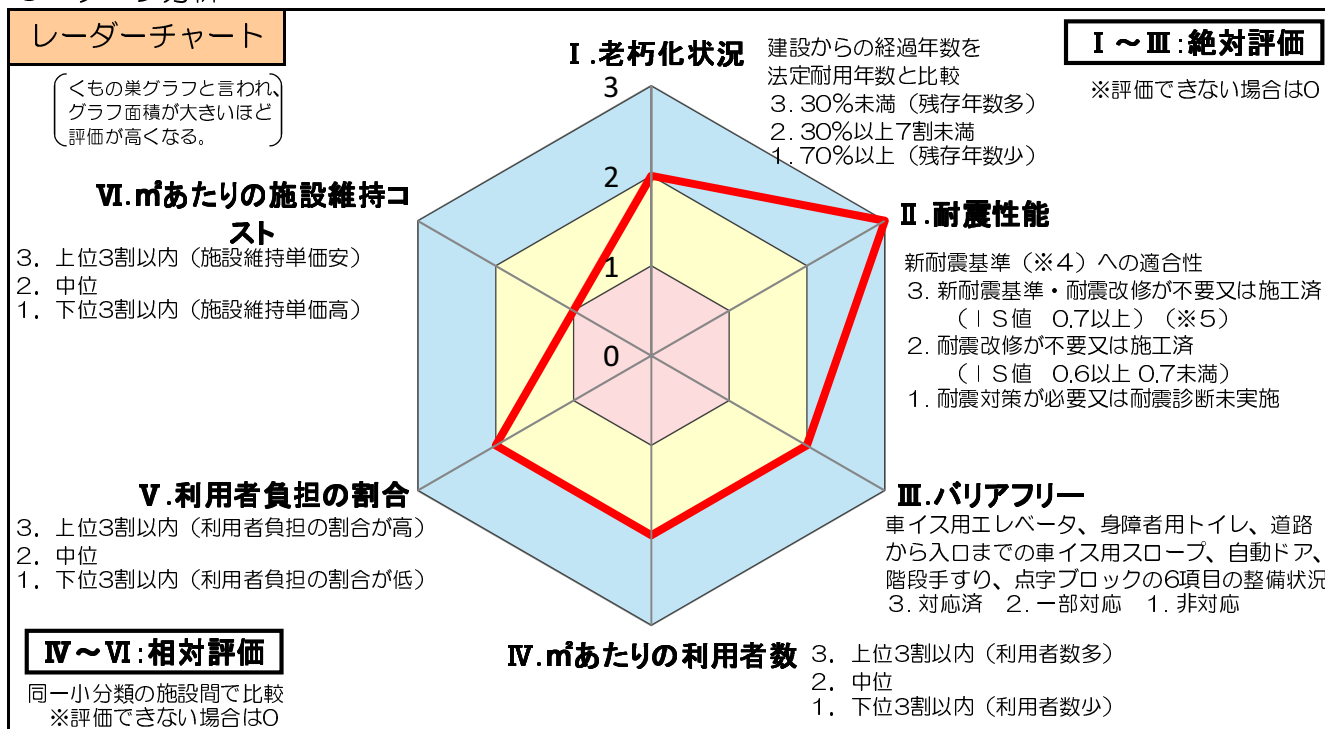 レーダーチャート
くもの巣グラフと言われ、
グラフ面積が大きいほど
評価が高くなる。
Ⅰ.老朽化状況
建設からの経過年数を
法定耐用年数と比較
3.30%未満(残存年数多)
2.30%以上7割未満
1.70%以上(残存年数少)
Ⅰ～Ⅲ:絶対評価
※評価できない場合は0
3
2
1
0
Ⅱ.耐震性能
新耐震基準(※4)への適合性
3.新耐震基準・耐震改修が不要又は施工済
(IS値 0.7以上)(※5)
2.耐震改修が不要又は施工済
(IS値 0.6以上 0.7未満)
1.耐震対策が必要又は耐震診断未実施
Ⅲ.バリアフリー
車イス用エレベータ、身障者用トイレ、道路
から入口までの車イス用スロープ、自動ドア、
階段手すり、点字ブロックの6項目の整備状況
3.対応済 2.一部対応 1.非対応
Ⅳ.㎡あたりの利用者数
3. 上位3割以内(利用者数多)
2. 中位
1. 下位3割以内(利用者数少)
Ⅴ.利用者負担の割合
3. 上位3割以内(利用者負担の割合が高)
2. 中位
1. 下位3割以内(利用者負担の割合が低)
Ⅵ.㎡あたりの施設維持コ
スト
3. 上位3割以内(施設維持単価安)
2. 中位
1. 下位3割以内(施設維持単価高)
Ⅳ～Ⅵ:相対評価
同一小分類の施設間で比較
※評価できない場合は0